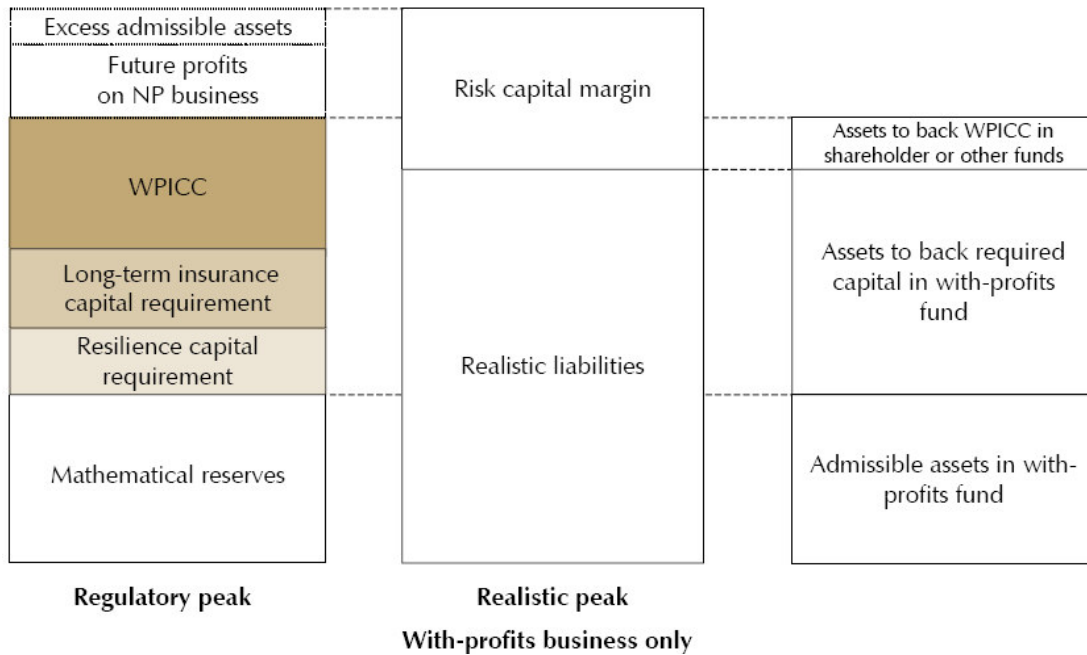 Excess admissible assets
Future profits
on NP business
WPICC
Long-term insurance
capital requirement
Resilience capital
requirement
Mathematical reserves
Regulatory peak
Risk capital margin
Realistic liabilities
Realistic peak
With-profits business only
Assets to back WPICC in
shareholder or other funds
Assets to back required
capital in with-profits
fund
Admissible assets in with-
profits fund